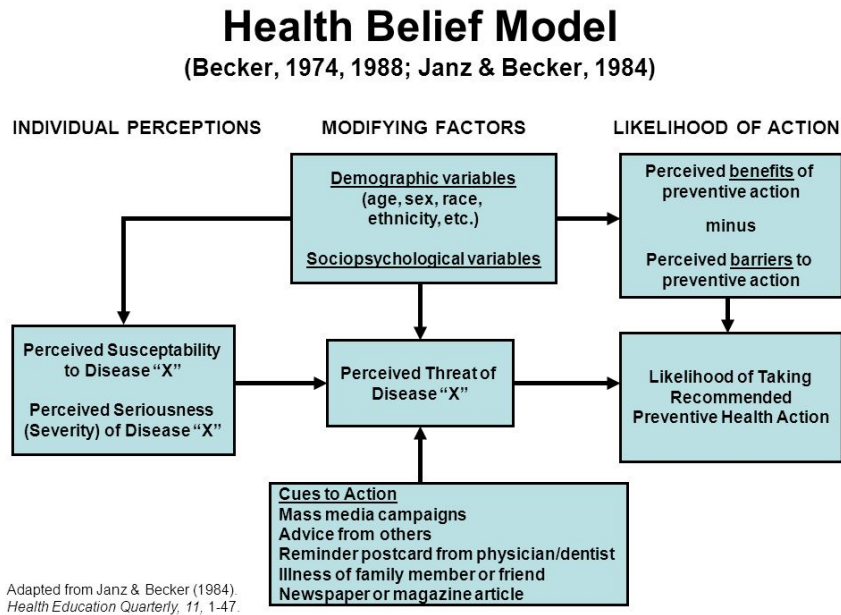 Health Belief Model
(Becker, 1974, 1988; Janz & Becker, 1984)
INDIVIDUAL PERCEPTIONS
MODIFYING FACTORS
LIKELIHOOD OF ACTION
Demographic variables
(age, sex, race,
ethnicity, etc.)
Sociopsychological variables
Perceived benefits of
preventive action
minus
Perceived barriers to
preventive action
Perceived Susceptability
to Disease “X”
Perceived Seriousness
(Severity) of Disease “X”
Perceived Threat of
Disease “X”
Likelihood of Taking
Recommended
Preventive Health Action
Cues to Action
Mass media campaigns
Advice from others
Reminder postcard from physician/dentist
Illness of family member or friend
Newspaper or magazine article
Adapted from Janz & Becker (1984).
Health Education Quarterly, 11, 1-47.